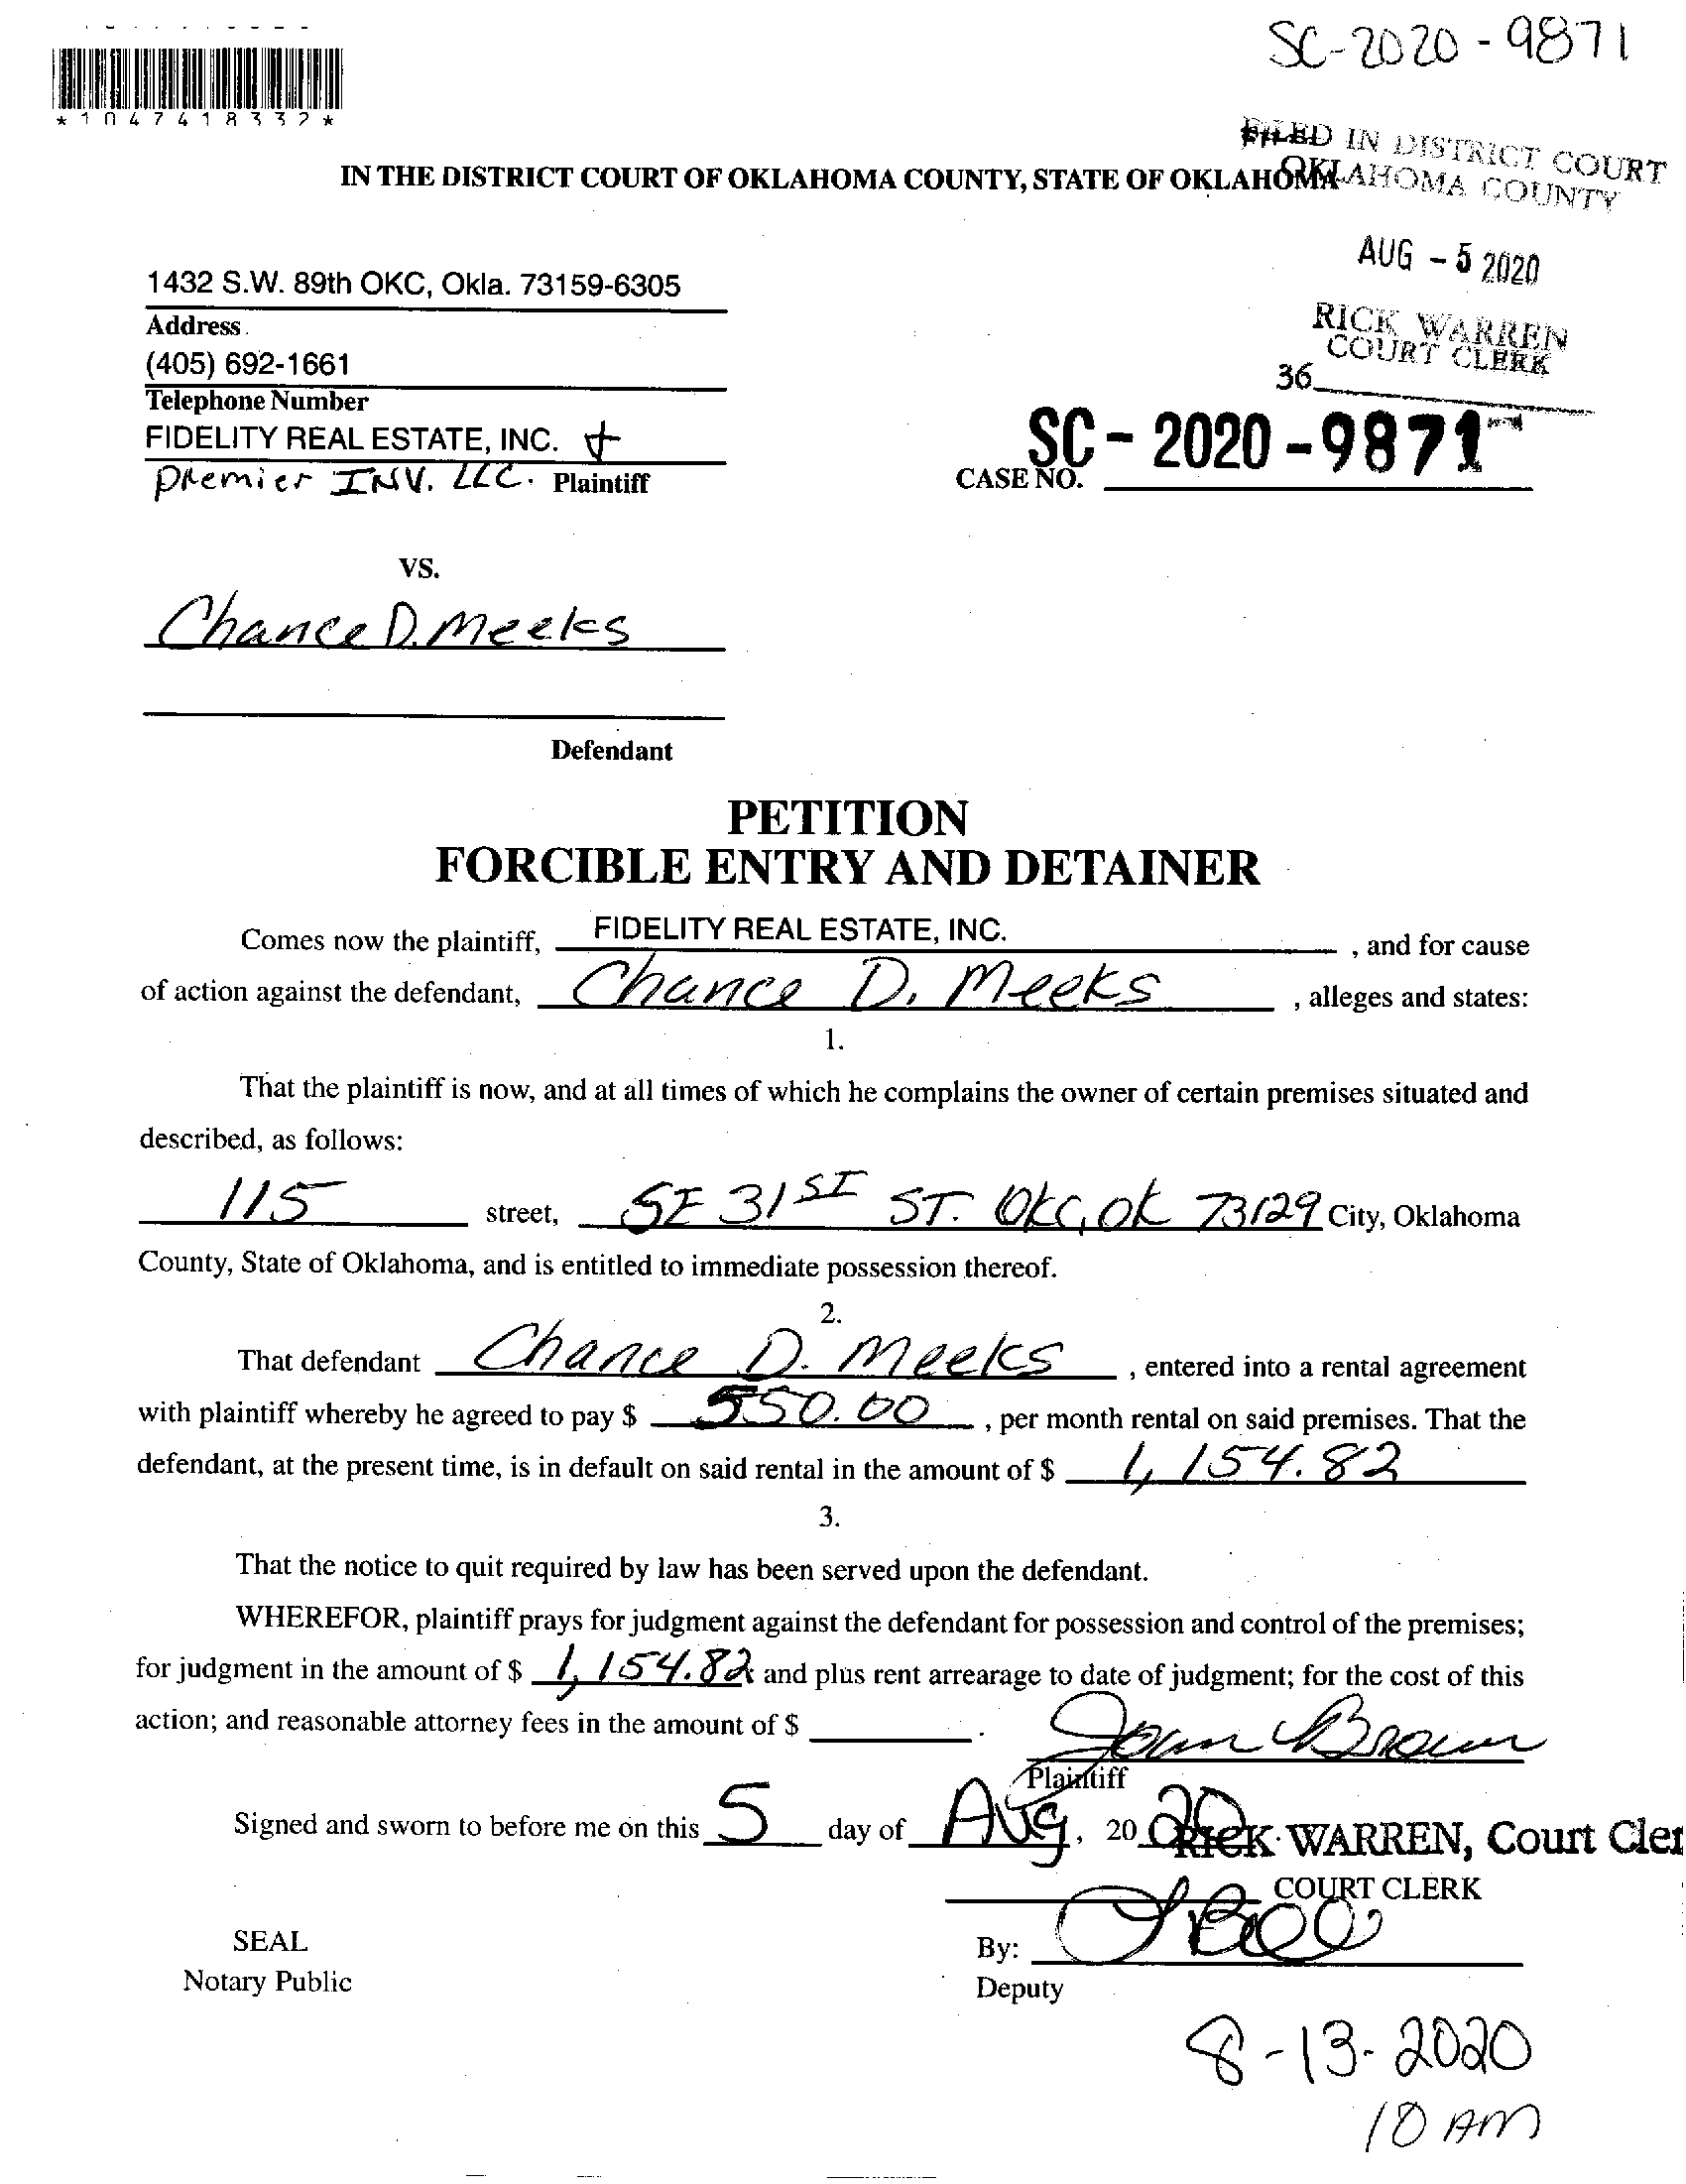 SC-2020-9871
*1047418332*
FILED IN DISTRICT COURT
OKLAHOMA COUNTY
IN THE DISTRICT COURT OF OKLAHOMA COUNTY, STATE OF OKLAHOMA
AUG - 5 2020
1432 S.W. 89th OKC, Okla. 73159-6305
Address
RICK WARREN
COURT CLERK
(405) 692-1661
36
Telephone Number
FIDELITY REAL ESTATE, INC. +
Premier INV. LLC. Plaintiff
CASE NO. SC - 2020 - 9871
VS.
Chance D. Meeks
Defendant
PETITION
FORCIBLE ENTRY AND DETAINER
Comes now the plaintiff, FIDELITY REAL ESTATE, INC. , and for cause
of action against the defendant, Chance D. Meeks , alleges and states:
1.
That the plaintiff is now, and at all times of which he complains the owner of certain premises situated and
described, as follows:
115 street, SE 31ST ST. OKC, OK 73129 City, Oklahoma
County, State of Oklahoma, and is entitled to immediate possession thereof.
2.
That defendant Chance D. Meeks , entered into a rental agreement
with plaintiff whereby he agreed to pay $ 550.00 , per month rental on said premises. That the
defendant, at the present time, is in default on said rental in the amount of $ 1,154.82
3.
That the notice to quit required by law has been served upon the defendant.
WHEREFOR, plaintiff prays for judgment against the defendant for possession and control of the premises;
for judgment in the amount of $ 1,154.82 and plus rent arrearage to date of judgment; for the cost of this
action; and reasonable attorney fees in the amount of $ .
Joan Brown
Plaintiff
Signed and sworn to before me on this 5 day of Aug, 20 20
RICK WARREN, Court Cler
COURT CLERK
SEAL
By:
Notary Public
Deputy
8-13-2020
10 AM